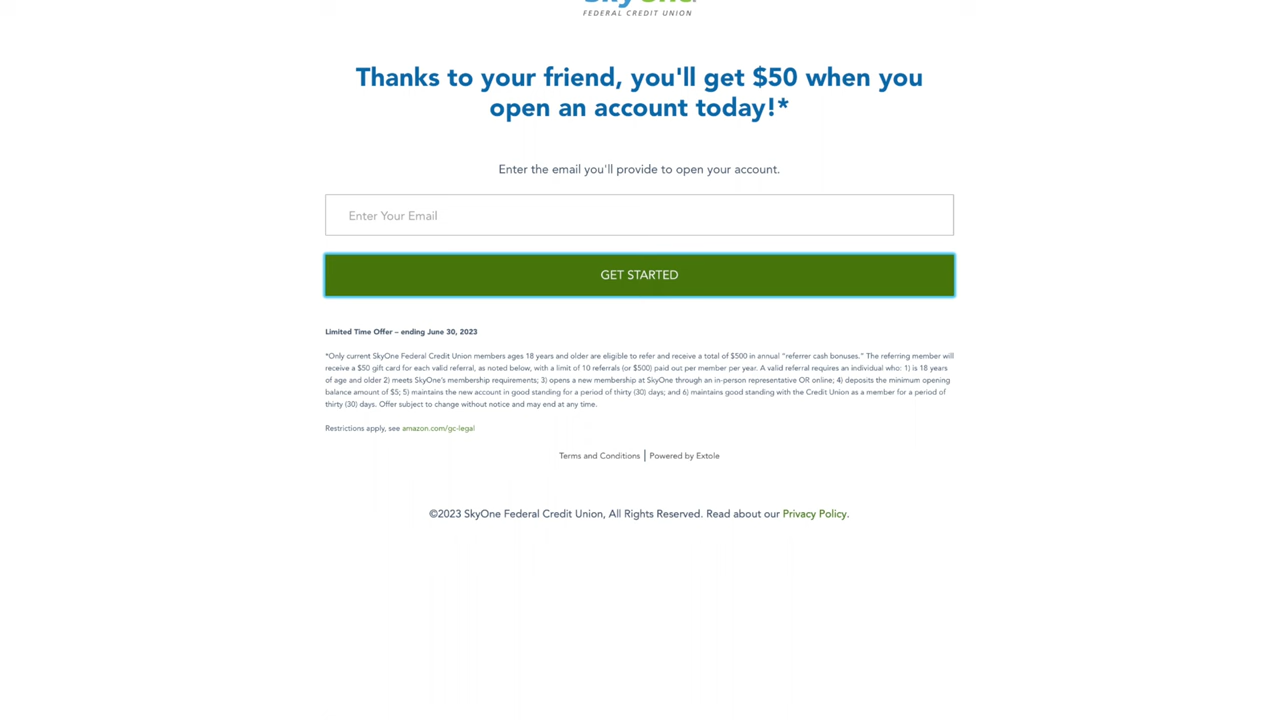 SkyOne
FEDERAL CREDIT UNION
Thanks to your friend, you'll get $50 when you
open an account today!*
Enter the email you'll provide to open your account.
Enter Your Email
GET STARTED
Limited Time Offer – ending June 30, 2023
*Only current SkyOne Federal Credit Union members ages 18 years and older are eligible to refer and receive a total of $500 in annual “referrer cash bonuses.” The referring member will
receive a $50 gift card for each valid referral, as noted below, with a limit of 10 referrals (or $500) paid out per member per year. A valid referral requires an individual who: 1) is 18 years
of age and older 2) meets SkyOne’s membership requirements; 3) opens a new membership at SkyOne through an in-person representative OR online; 4) deposits the minimum opening
balance amount of $5; 5) maintains the new account in good standing for a period of thirty (30) days; and 6) maintains good standing with the Credit Union as a member for a period of
thirty (30) days. Offer subject to change without notice and may end at any time.
Restrictions apply, see amazon.com/gc-legal
Terms and Conditions | Powered by Extole
©2023 SkyOne Federal Credit Union, All Rights Reserved. Read about our Privacy Policy.